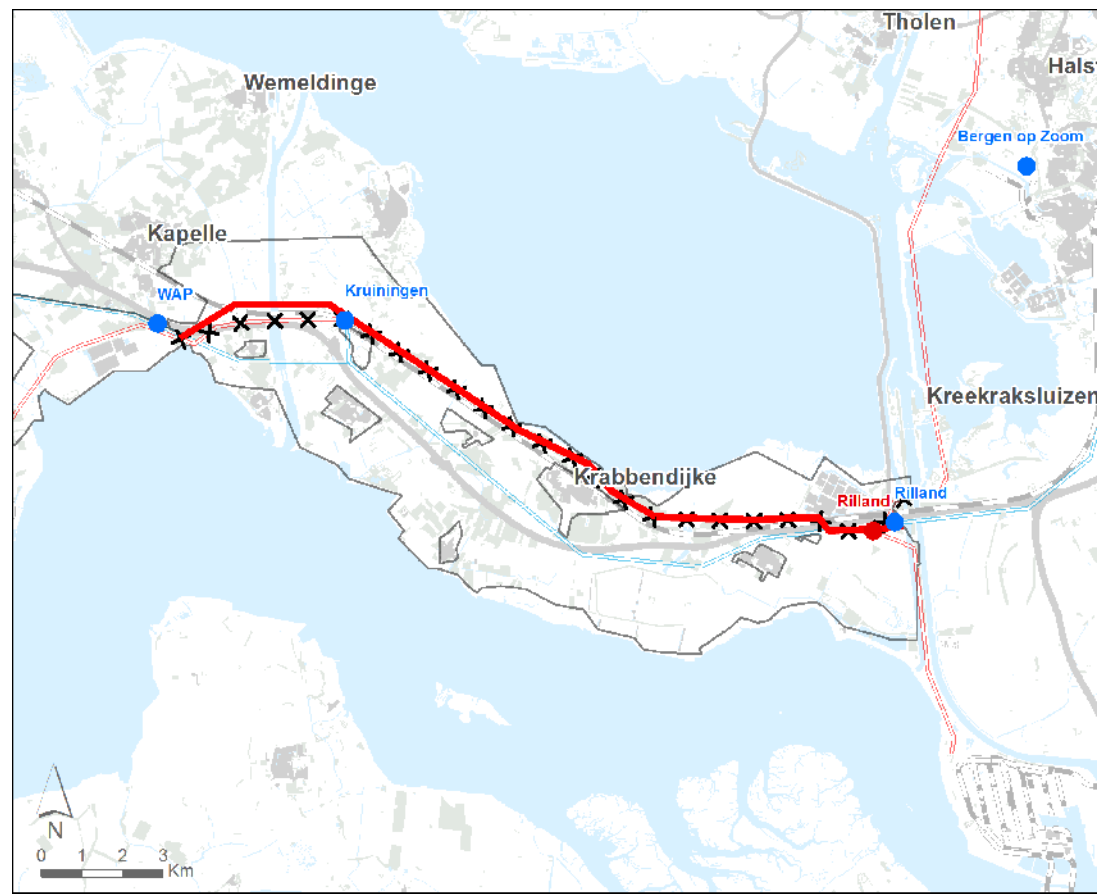 Tholen
Halst
Wemeldinge
Bergen op Zoom
Kapelle
WAP
Kruiningen
Kreekraksluizen
Krabbendijke
Rilland
Rilland
N
0 1 2 3
Km